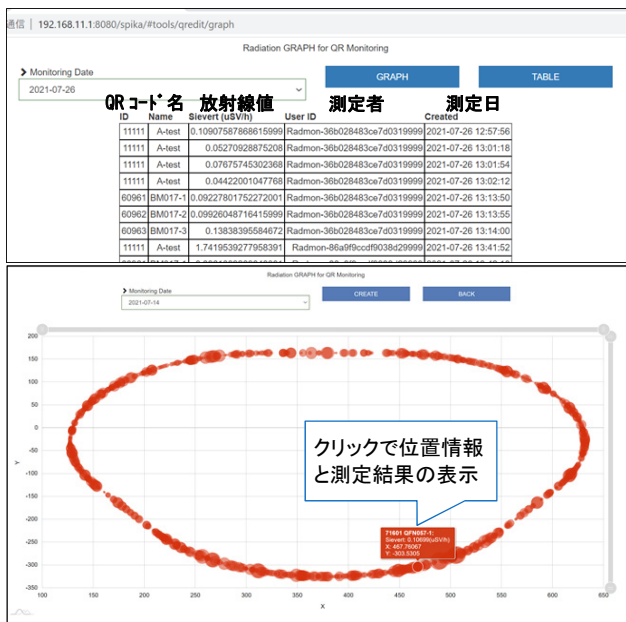 通信 | 192.168.11.1:8080/spika/#tools/qredit/graph
Radiation GRAPH for QR Monitoring
Monitoring Date
2021-07-26
GRAPH
TABLE
QRコード名 放射線値 測定者 測定日
ID Name Sievert (uSV/h) User ID Created
11111 A-test 0.10907587868615999 Radmon-36b028483ce7d0319999 2021-07-26 12:57:56
11111 A-test 0.05270928875208 Radmon-36b028483ce7d0319999 2021-07-26 13:01:18
11111 A-test 0.07675745302368 Radmon-36b028483ce7d0319999 2021-07-26 13:01:54
11111 A-test 0.04422001047768 Radmon-36b028483ce7d0319999 2021-07-26 13:02:12
60961 BM017-1 0.09227801752272001 Radmon-36b028483ce7d0319999 2021-07-26 13:13:50
60962 BM017-2 0.09926048716415999 Radmon-36b028483ce7d0319999 2021-07-26 13:13:55
60963 BM017-3 0.13838395584672 Radmon-36b028483ce7d0319999 2021-07-26 13:14:00
11111 A-test 1.7419539277958391 Radmon-86a9f9ccdf9038d29999 2021-07-26 13:41:52
Radiation GRAPH for QR Monitoring
Monitoring Date
2021-07-14
CREATE
BACK
200
150
100
50
0
-50
-100
-150
-200
-250
-300
-350
Y
クリックで位置情報
と測定結果の表示
71601 QFN057-1:
Sievert: 0.10699(uSV/h)
X: 467.76067
Y: -303.5305
100 150 200 250 300 350 400 450 500 550 600 650
X